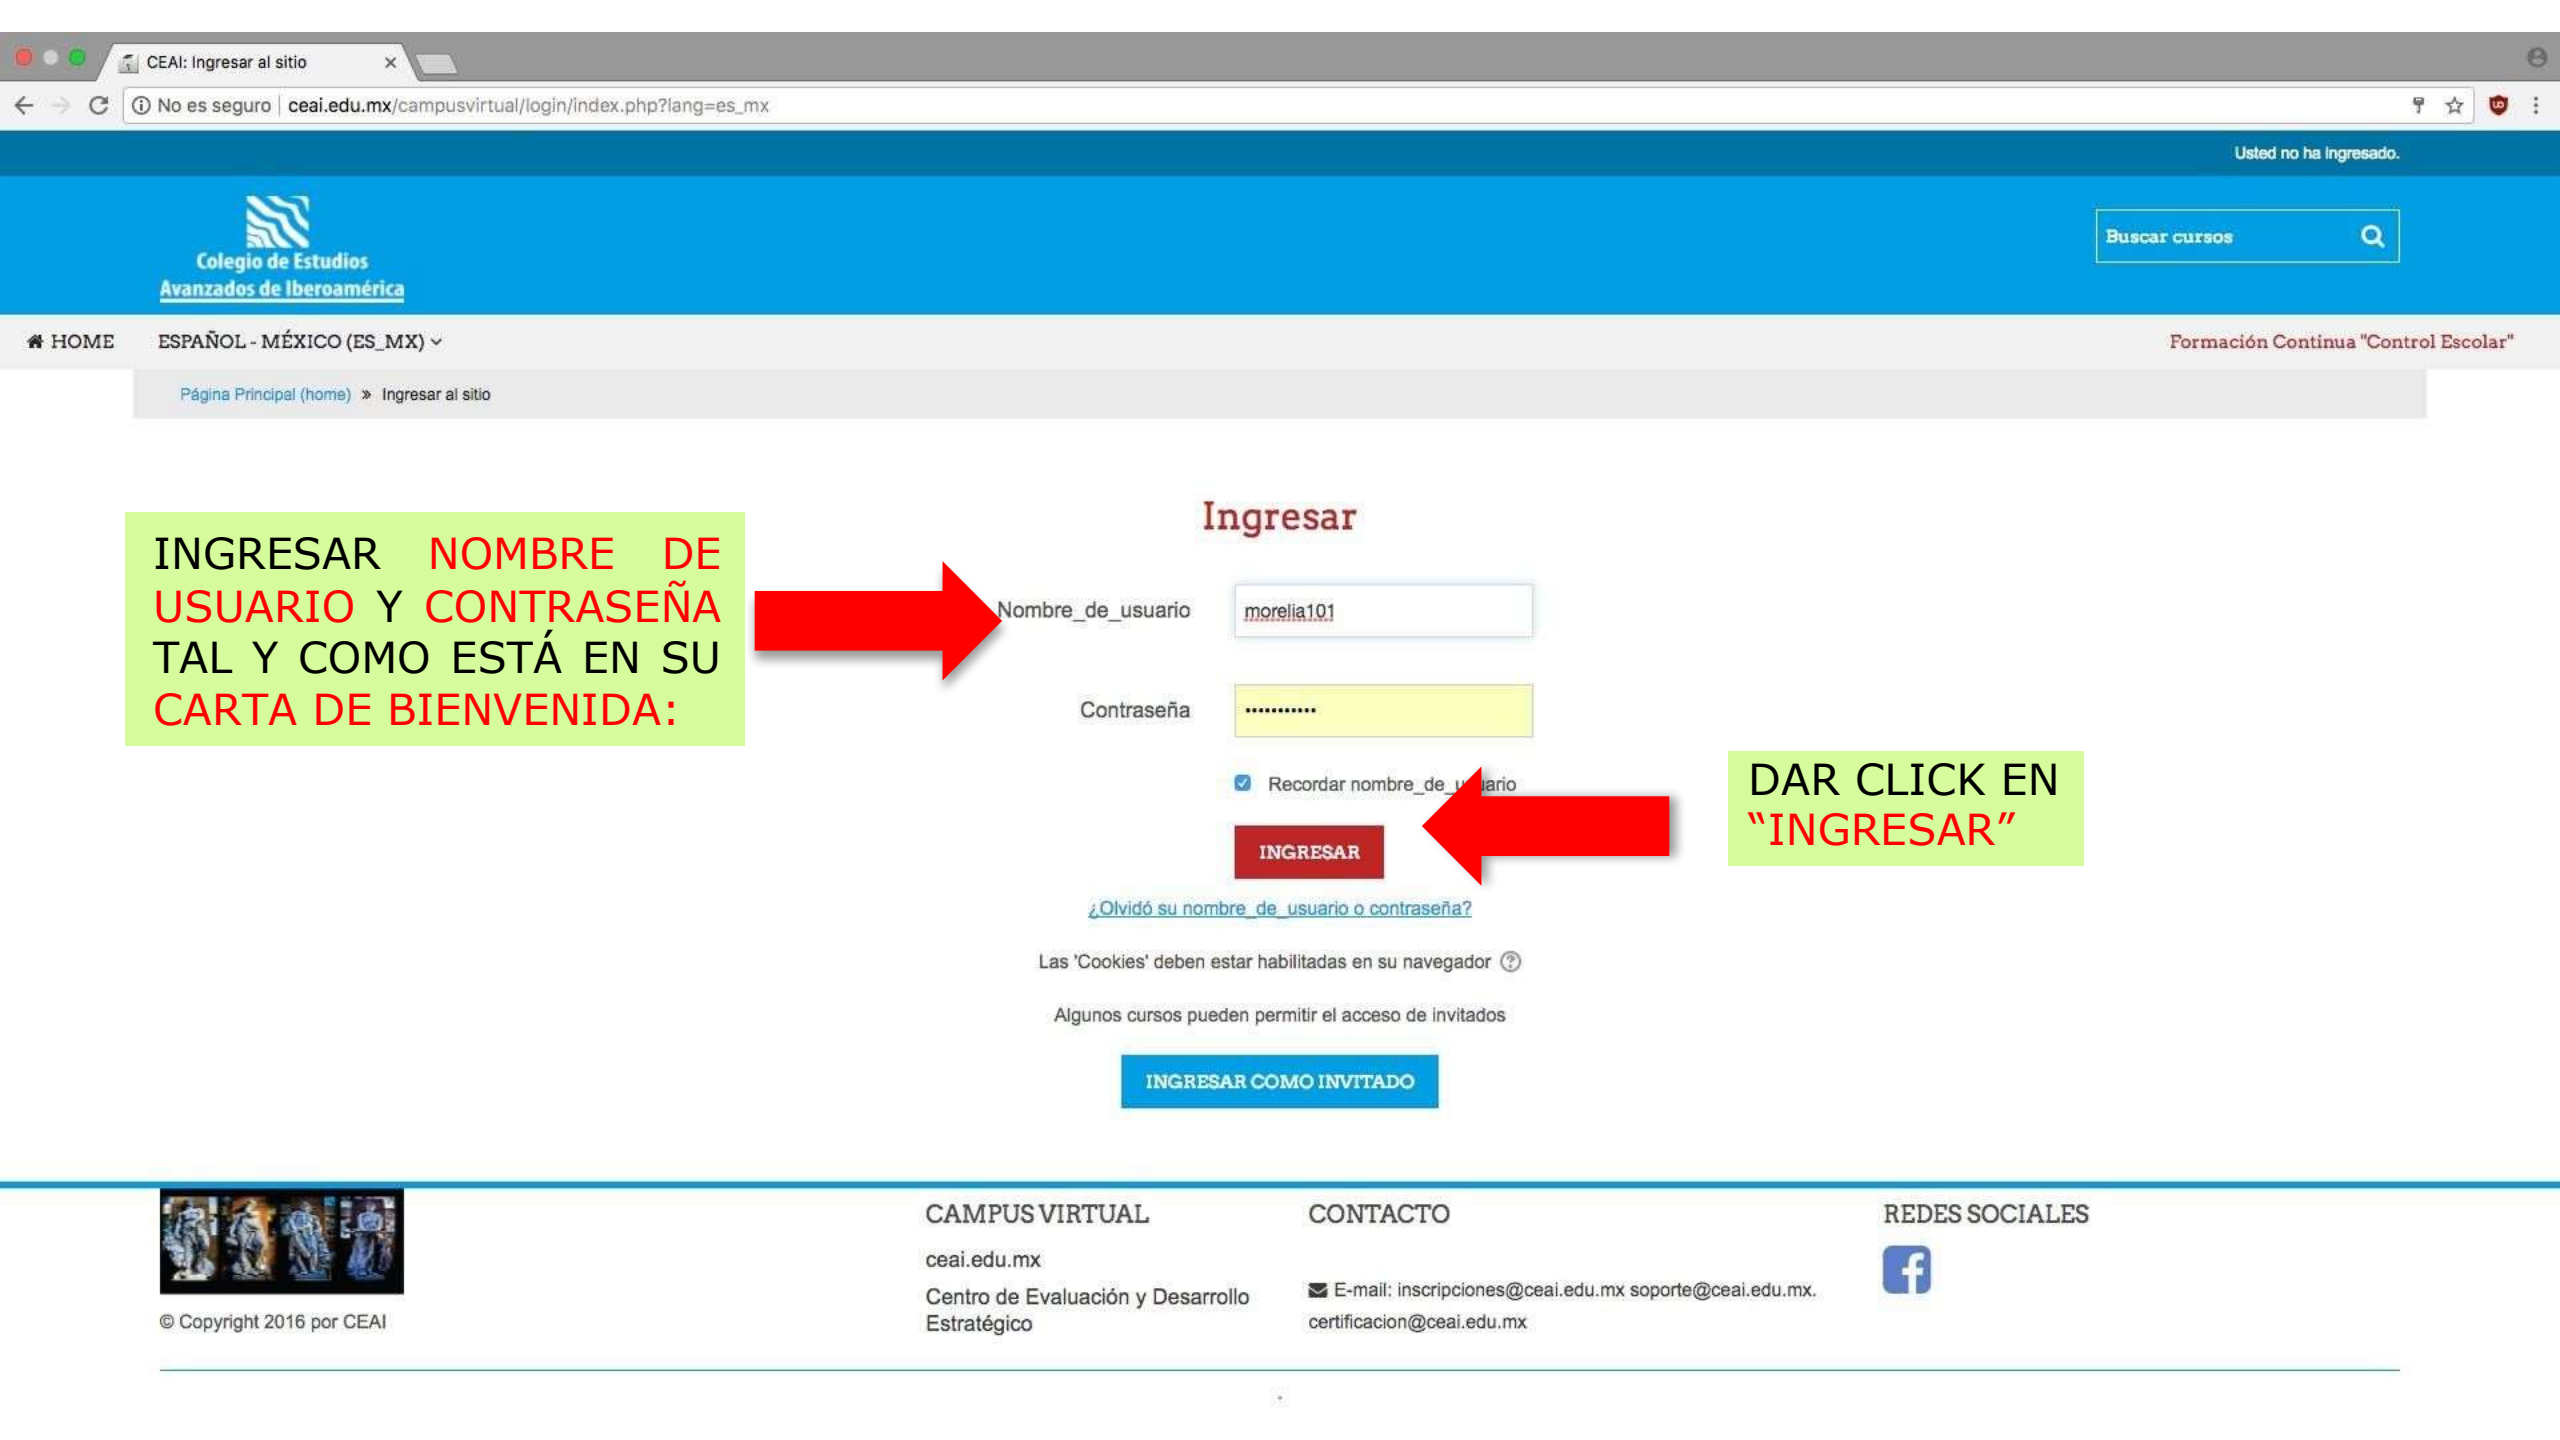 CEAI: Ingresar al sitio
No es seguro | ceai.edu.mx/campusvirtual/login/index.php?lang=es_mx
Usted no ha ingresado.
Colegio de Estudios
Avanzados de Iberoamérica
Buscar cursos
HOME ESPAÑOL - MÉXICO (ES_MX)
Formación Continua "Control Escolar"
Página Principal (home) » Ingresar al sitio
Ingresar
INGRESAR NOMBRE DE
USUARIO Y CONTRASEÑA
TAL Y COMO ESTÁ EN SU
CARTA DE BIENVENIDA:
Nombre_de_usuario
morelia101
Contraseña
•••••••••••
Recordar nombre_de_usuario
DAR CLICK EN
“INGRESAR”
INGRESAR
¿Olvidó su nombre_de_usuario o contraseña?
Las 'Cookies' deben estar habilitadas en su navegador
Algunos cursos pueden permitir el acceso de invitados
INGRESAR COMO INVITADO
© Copyright 2016 por CEAI
CAMPUS VIRTUAL
ceai.edu.mx
Centro de Evaluación y Desarrollo
Estratégico
CONTACTO
E-mail: inscripciones@ceai.edu.mx soporte@ceai.edu.mx.
certificacion@ceai.edu.mx
REDES SOCIALES